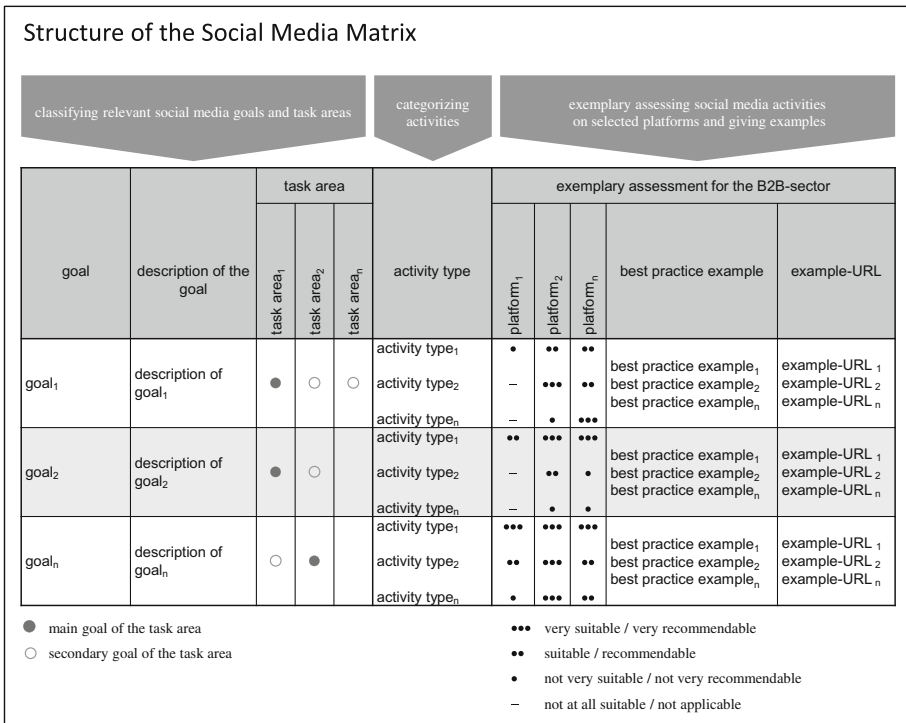 Structure of the Social Media Matrix
classifying relevant social media goals and task areas
categorizing
activities
exemplary assessing social media activities
on selected platforms and giving examples
task area
exemplary assessment for the B2B-sector
goal
description of the
goal
task area₁
task area₂
task areaₙ
activity type
platform₁
platform₂
platformₙ
best practice example
example-URL
goal₁
description of
goal₁
● ○ ○
activity type₁ • •• ••
activity type₂ – ••• ••
activity typeₙ – • •••
best practice example₁
best practice example₂
best practice exampleₙ
example-URL ₁
example-URL ₂
example-URL ₙ
goal₂
description of
goal₂
● ○
activity type₁ •• ••• •••
activity type₂ – •• •
activity typeₙ – • •
best practice example₁
best practice example₂
best practice exampleₙ
example-URL ₁
example-URL ₂
example-URL ₙ
goalₙ
description of
goalₙ
○ ●
activity type₁ ••• ••• •••
activity type₂ •• ••• ••
activity typeₙ • ••• ••
best practice example₁
best practice example₂
best practice exampleₙ
example-URL ₁
example-URL ₂
example-URL ₙ
● main goal of the task area
○ secondary goal of the task area
••• very suitable / very recommendable
•• suitable / recommendable
• not very suitable / not very recommendable
– not at all suitable / not applicable